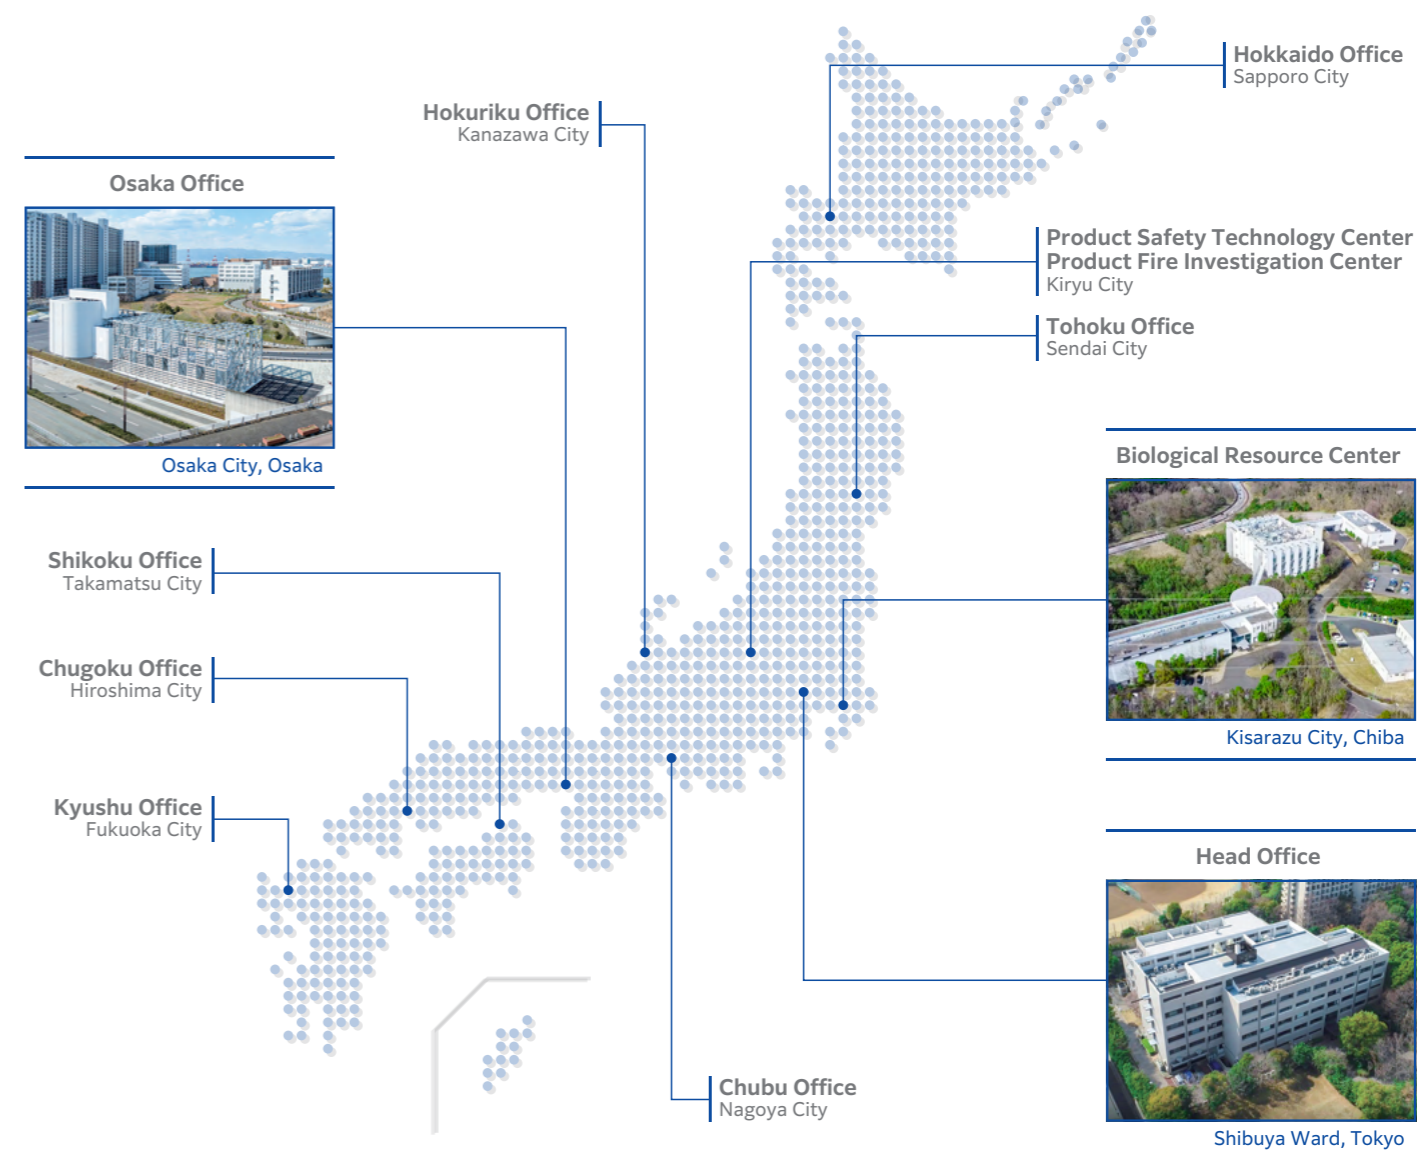 Hokkaido Office
Sapporo City
Hokuriku Office
Kanazawa City
Osaka Office
Osaka City, Osaka
Product Safety Technology Center
Product Fire Investigation Center
Kiryu City
Tohoku Office
Sendai City
Biological Resource Center
Kisarazu City, Chiba
Shikoku Office
Takamatsu City
Chugoku Office
Hiroshima City
Kyushu Office
Fukuoka City
Head Office
Shibuya Ward, Tokyo
Chubu Office
Nagoya City